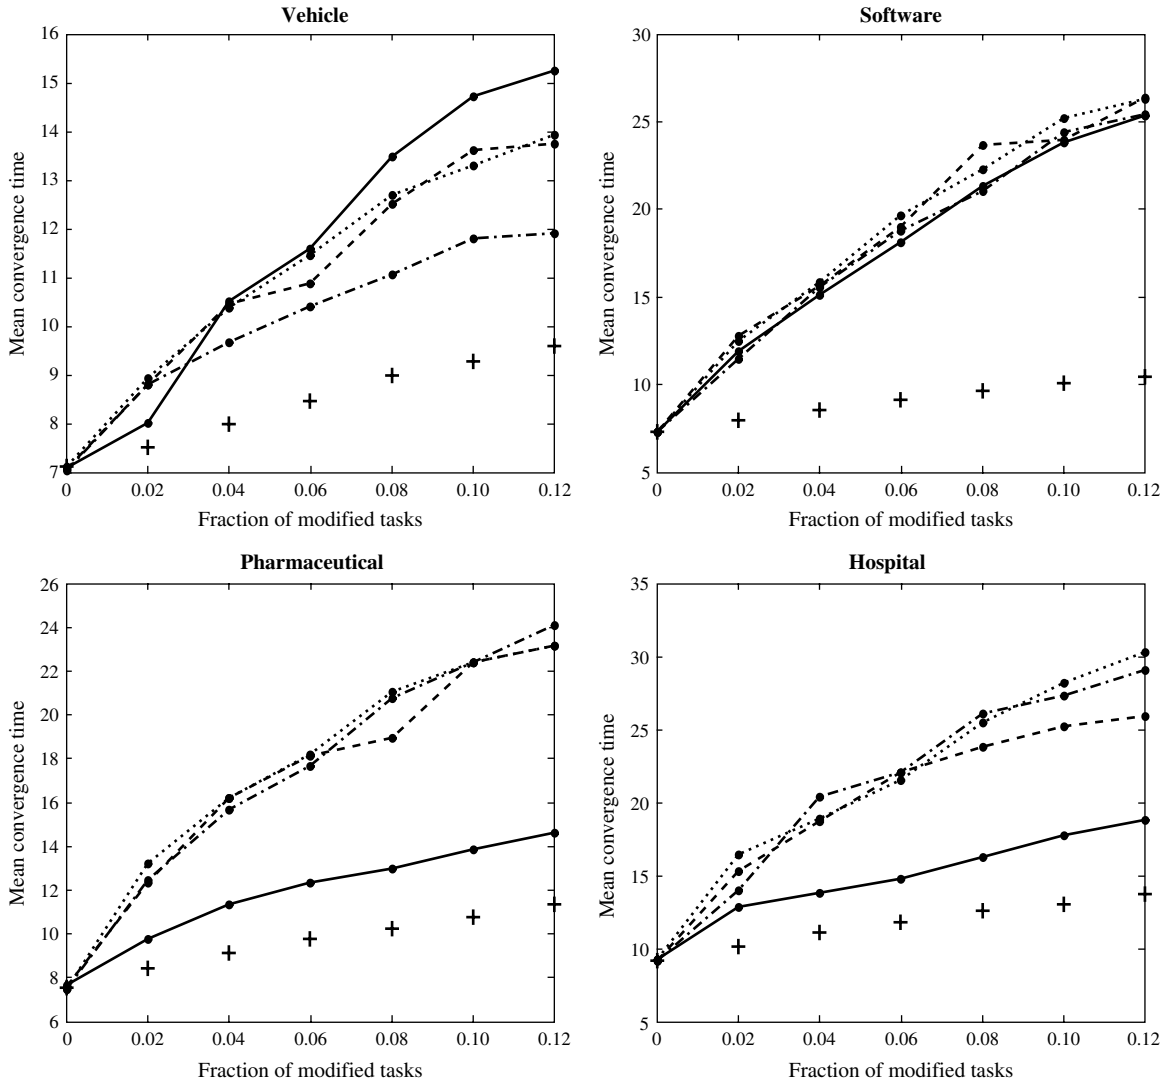 Vehicle
16
15
14
13
12
11
10
9
8
7
Mean convergence time
0 0.02 0.04 0.06 0.08 0.10 0.12
Fraction of modified tasks
Software
30
25
20
15
10
5
Mean convergence time
0 0.02 0.04 0.06 0.08 0.10 0.12
Fraction of modified tasks
Pharmaceutical
26
24
22
20
18
16
14
12
10
8
6
Mean convergence time
0 0.02 0.04 0.06 0.08 0.10 0.12
Fraction of modified tasks
Hospital
35
30
25
20
15
10
5
Mean convergence time
0 0.02 0.04 0.06 0.08 0.10 0.12
Fraction of modified tasks